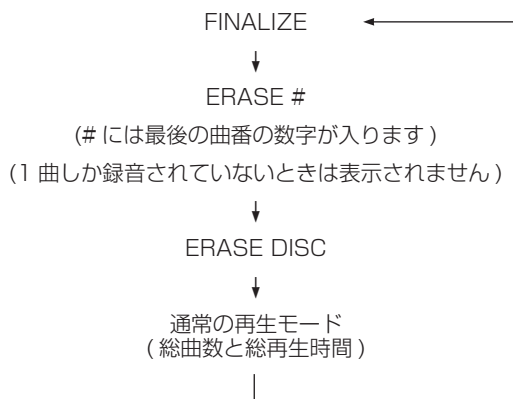 FINALIZE
ERASE #
(# には最後の曲番の数字が入ります)
(1 曲しか録音されていないときは表示されません)
ERASE DISC
通常の再生モード
(総曲数と総再生時間)